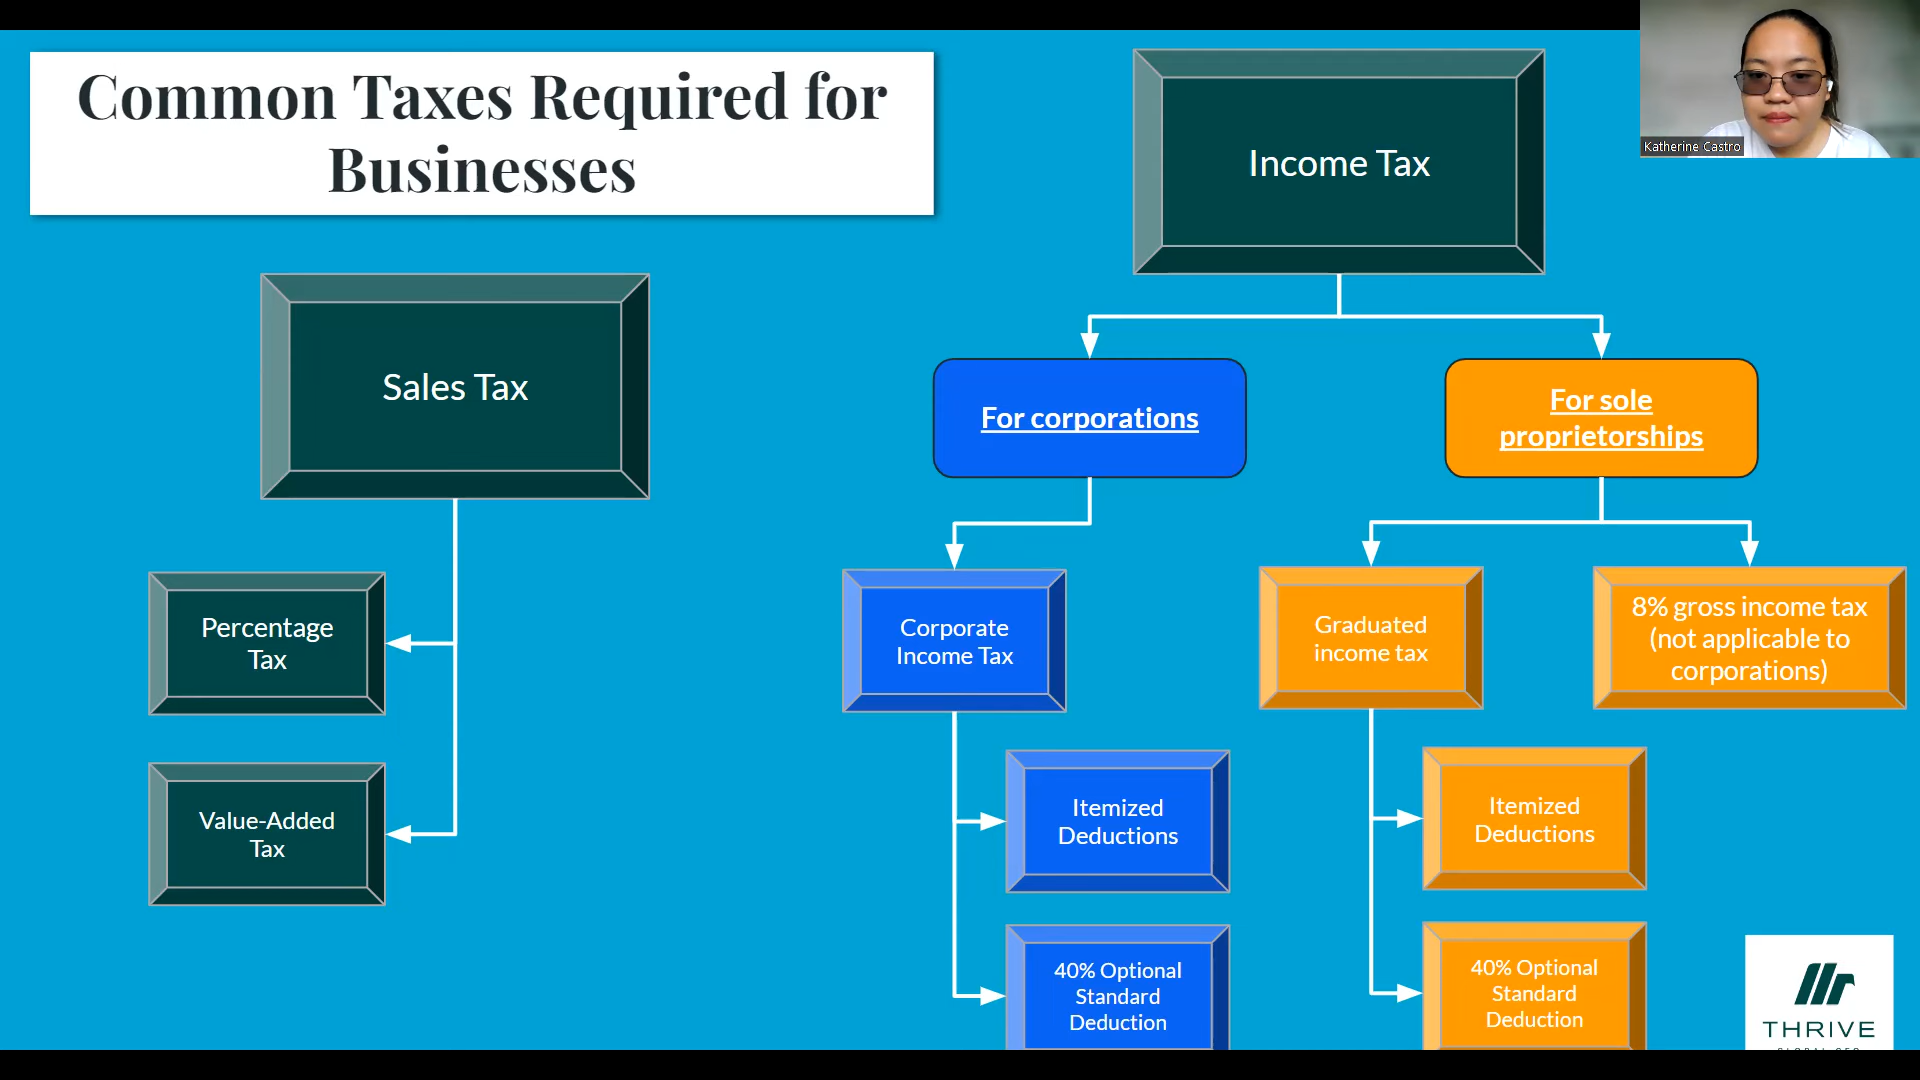 Common Taxes Required for
Businesses
Income Tax
Katherine Castro
Sales Tax
For corporations
For sole
proprietorships
Percentage
Tax
Value-Added
Tax
Corporate
Income Tax
Itemized
Deductions
40% Optional
Standard
Deduction
Graduated
income tax
8% gross income tax
(not applicable to
corporations)
Itemized
Deductions
40% Optional
Standard
Deduction
THRIVE